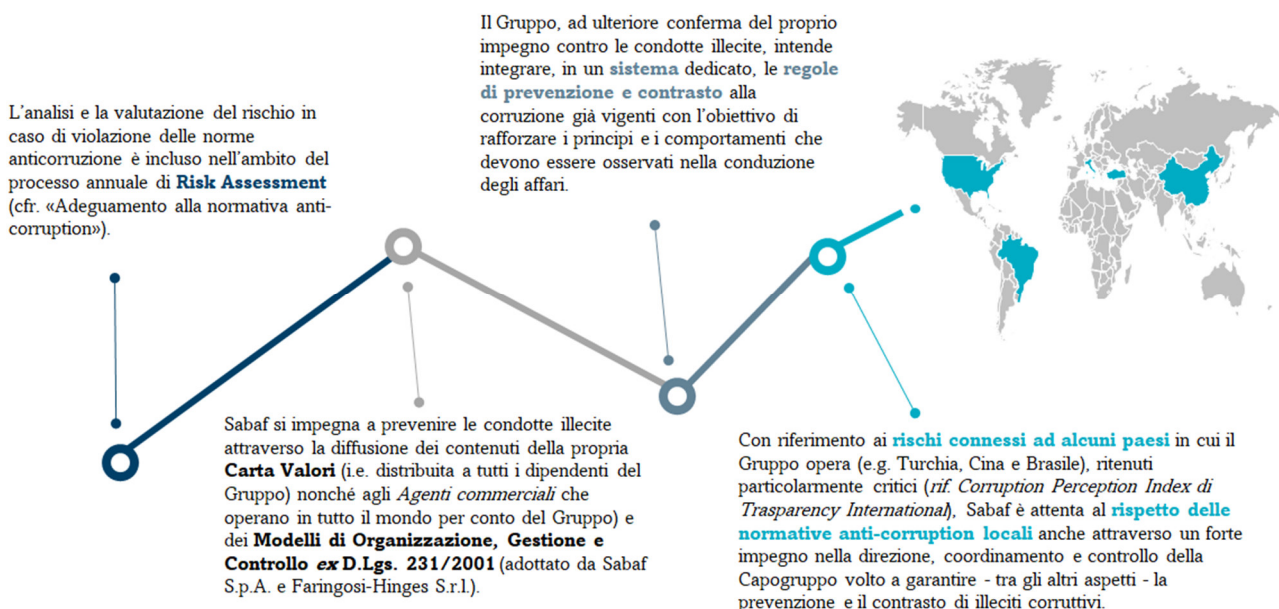 L'analisi e la valutazione del rischio in
caso di violazione delle norme
anticorruzione è incluso nell'ambito del
processo annuale di Risk Assessment
(cfr. «Adeguamento alla normativa anti-
corruption»).
Sabaf si impegna a prevenire le condotte illecite
attraverso la diffusione dei contenuti della propria
Carta Valori (i.e. distribuita a tutti i dipendenti del
Gruppo) nonché agli Agenti commerciali che
operano in tutto il mondo per conto del Gruppo) e
dei Modelli di Organizzazione, Gestione e
Controllo ex D.Lgs. 231/2001 (adottato da Sabaf
S.p.A. e Faringosi-Hinges S.r.l.).
Il Gruppo, ad ulteriore conferma del proprio
impegno contro le condotte illecite, intende
integrare, in un sistema dedicato, le regole
di prevenzione e contrasto alla
corruzione già vigenti con l'obiettivo di
rafforzare i principi e i comportamenti che
devono essere osservati nella conduzione
degli affari.
Con riferimento ai rischi connessi ad alcuni paesi in cui il
Gruppo opera (e.g. Turchia, Cina e Brasile), ritenuti
particolarmente critici (rif. Corruption Perception Index di
Trasparency International), Sabaf è attenta al rispetto delle
normative anti-corruption locali anche attraverso un forte
impegno nella direzione, coordinamento e controllo della
Capogruppo volto a garantire - tra gli altri aspetti - la
prevenzione e il contrasto di illeciti corruttivi.